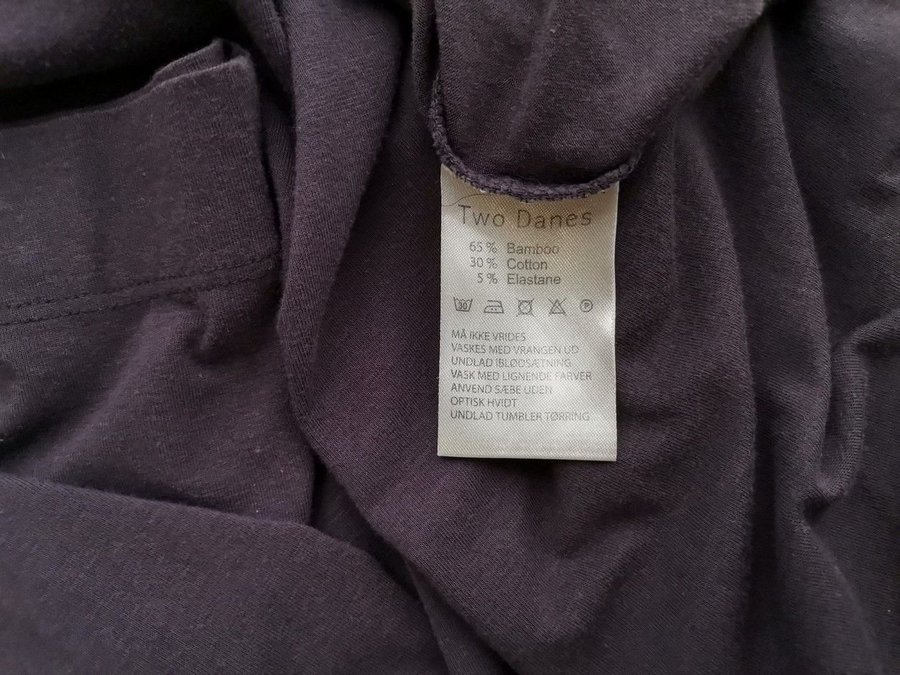 Two Danes
65 % Bamboo
30 % Cotton
5 % Elastane
30 P
MÅ IKKE VRIDES
VASKES MED VRANGEN UD
UNDLAD IBLØDSÆTNING
VASK MED LIGNENDE FARVER
ANVEND SÆBE UDEN
OPTISK HVIDT
UNDLAD TUMBLER TØRRING